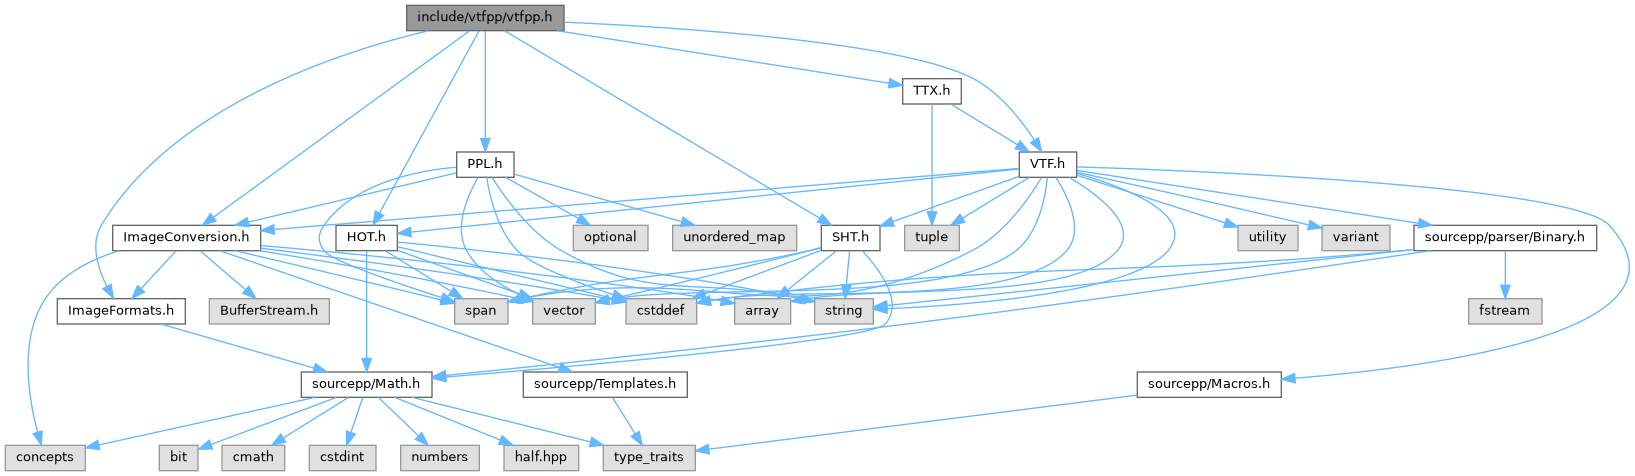 include/vtfpp/vtfpp.h
TTX.h
PPL.h
VTF.h
ImageConversion.h
HOT.h
optional
unordered_map
SHT.h
tuple
utility
variant
sourcepp/parser/Binary.h
ImageFormats.h
BufferStream.h
span
vector
cstddef
array
string
fstream
sourcepp/Math.h
sourcepp/Templates.h
sourcepp/Macros.h
concepts
bit
cmath
cstdint
numbers
half.hpp
type_traits